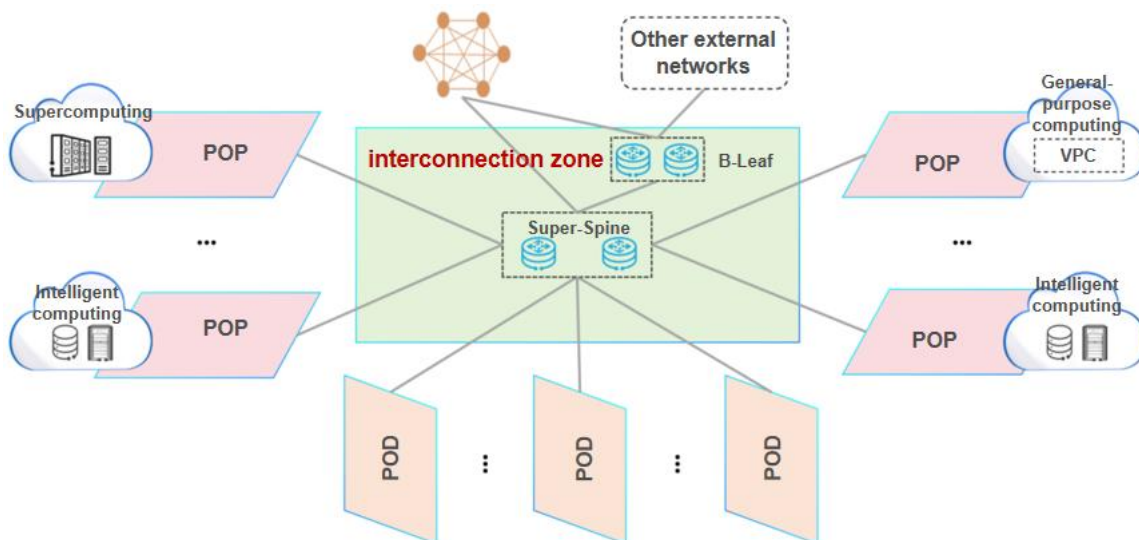 Other external
networks
Supercomputing
POP
interconnection zone
B-Leaf
General-
purpose
computing
VPC
POP
Super-Spine
...
...
Intelligent
computing
POP
Intelligent
computing
POP
POD
...
POD
...
POD